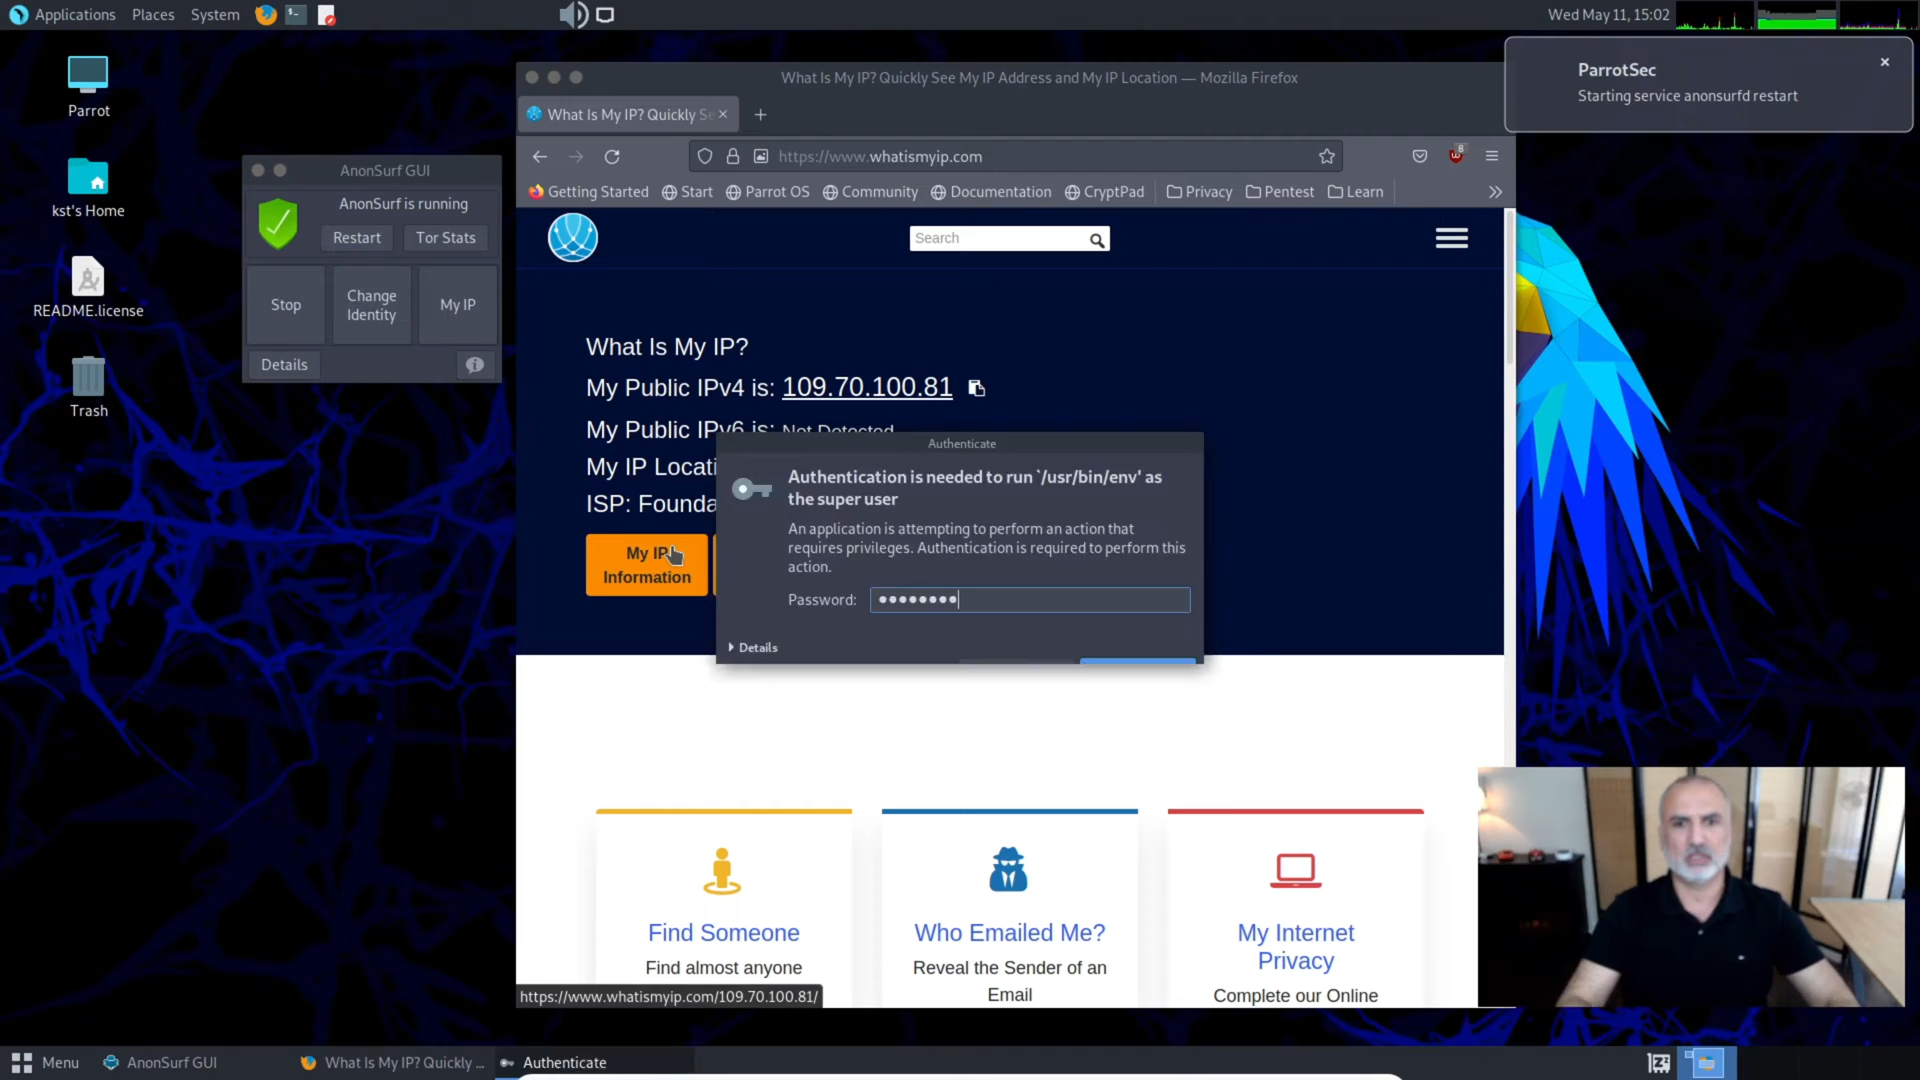 Applications Places System
Wed May 11, 15:02
Parrot
kst's Home
README.license
Trash
AnonSurf GUI
AnonSurf is running
Restart Tor Stats
Stop
Change
Identity
My IP
Details
What Is My IP? Quickly See My IP Address and My IP Location — Mozilla Firefox
What Is My IP? Quickly Se
https://www.whatismyip.com
8
Getting Started Start Parrot OS Community Documentation CryptPad Privacy Pentest Learn
Search
What Is My IP?
My Public IPv4 is: 109.70.100.81
My Public IPv6 is: Not Detected
My IP Locati
ISP: Founda
My IP
Information
Authenticate
Authentication is needed to run `/usr/bin/env' as
the super user
An application is attempting to perform an action that
requires privileges. Authentication is required to perform this
action.
Password:
Details
Find Someone
Find almost anyone
Who Emailed Me?
Reveal the Sender of an
Email
My Internet
Privacy
Complete our Online
https://www.whatismyip.com/109.70.100.81/
ParrotSec
Starting service anonsurfd restart
Menu AnonSurf GUI What Is My IP? Quickly ... Authenticate